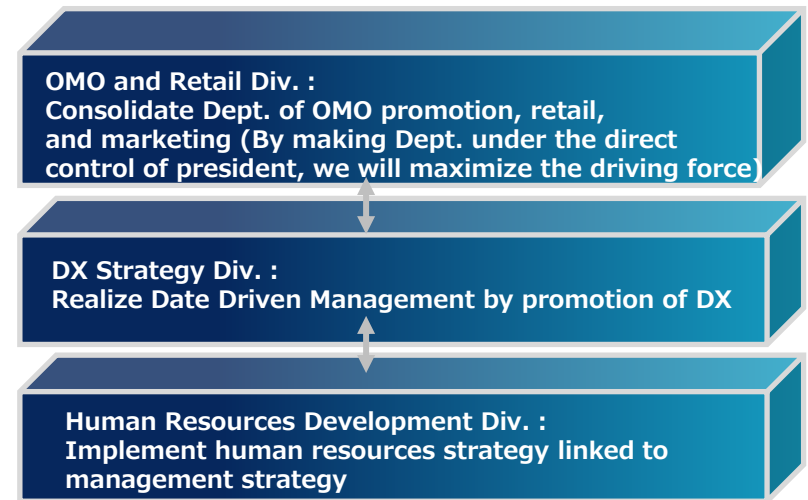 OMO and Retail Div. :
Consolidate Dept. of OMO promotion, retail,
and marketing (By making Dept. under the direct
control of president, we will maximize the driving force)
DX Strategy Div. :
Realize Date Driven Management by promotion of DX
Human Resources Development Div. :
Implement human resources strategy linked to
management strategy